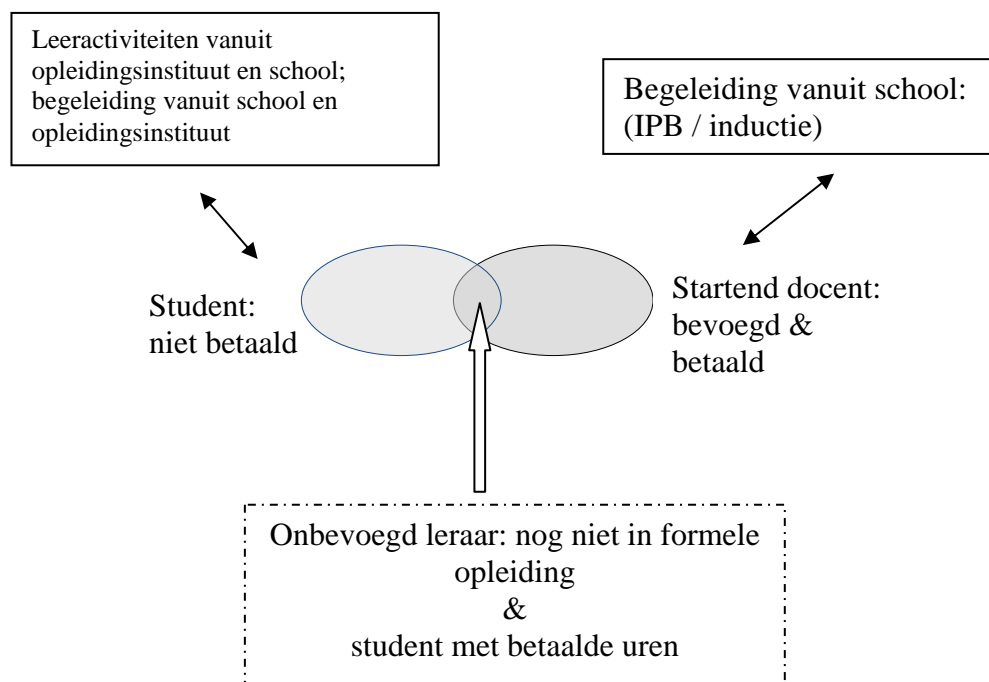 Leeractiviteiten vanuit
opleidingsinstituut en school;
begeleiding vanuit school en
opleidingsinstituut
Begeleiding vanuit school:
(IPB / inductie)
Student:
niet betaald
Startend docent:
bevoegd &
betaald
Onbevoegd leraar: nog niet in formele
opleiding
&
student met betaalde uren